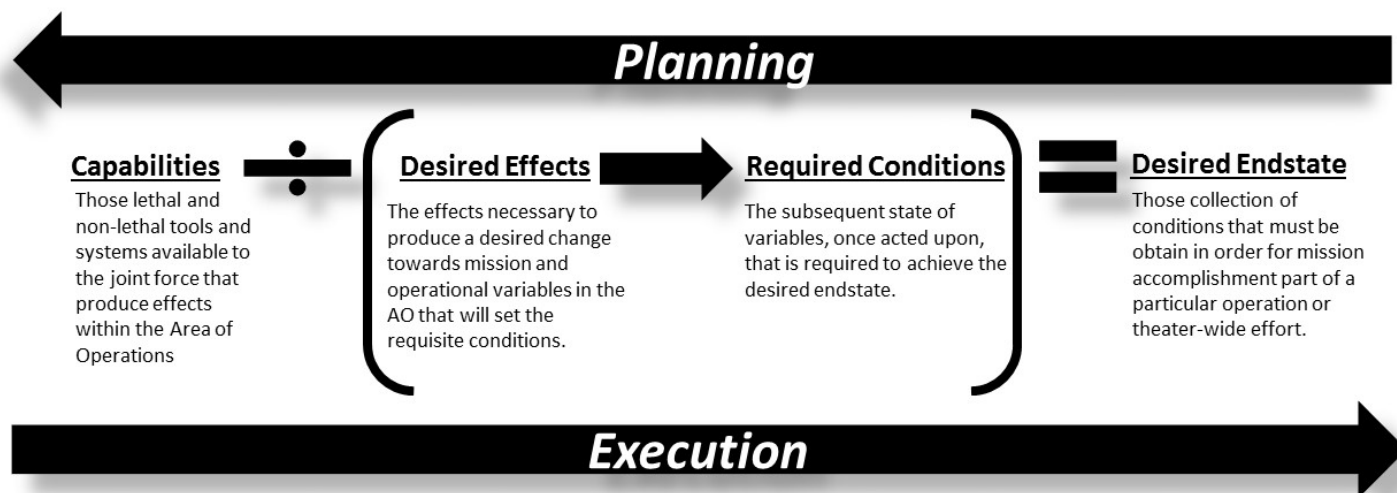 Planning
Capabilities
Those lethal and
non-lethal tools and
systems available to
the joint force that
produce effects
within the Area of
Operations
÷
Desired Effects
The effects necessary to
produce a desired change
towards mission and
operational variables in the
AO that will set the
requisite conditions.
Required Conditions
The subsequent state of
variables, once acted upon,
that is required to achieve the
desired endstate.
=
Desired Endstate
Those collection of
conditions that must be
obtain in order for mission
accomplishment part of a
particular operation or
theater-wide effort.
Execution